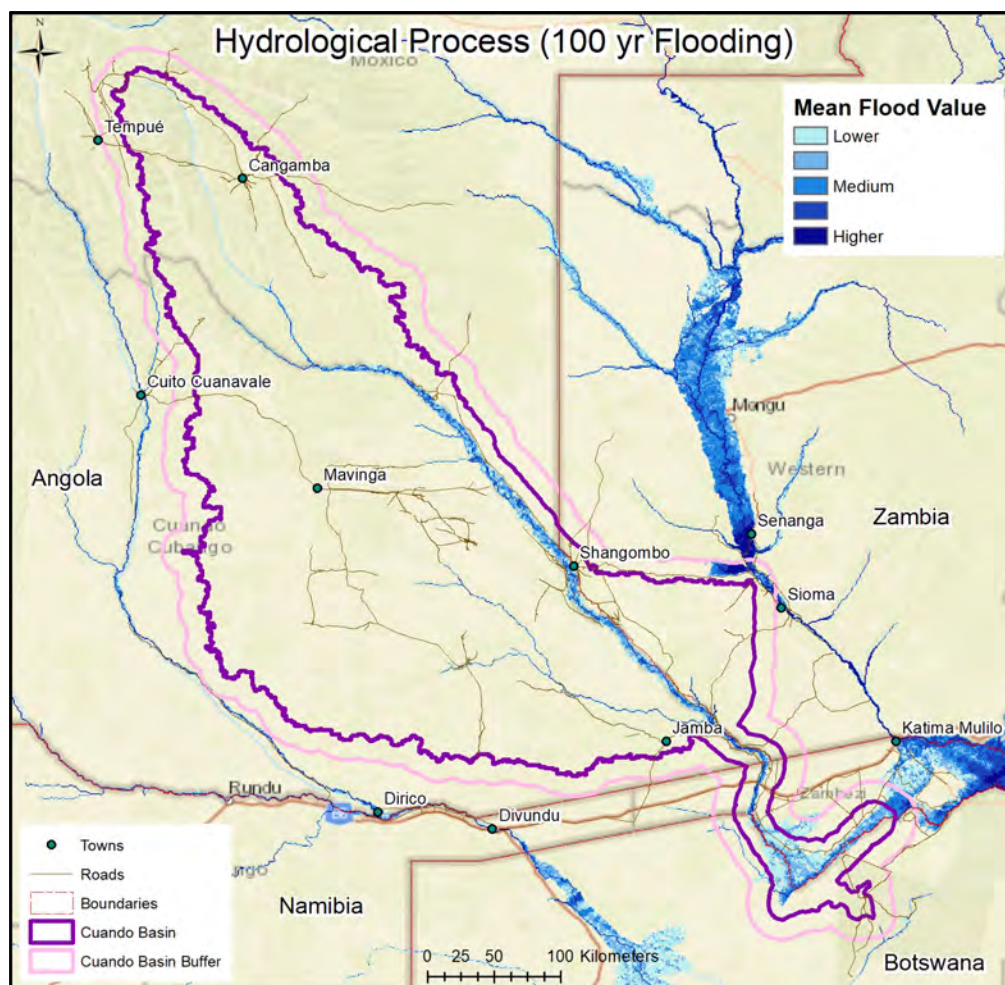 N
Hydrological Process (100 yr Flooding)
Moxico
Mean Flood Value
Lower
Medium
Higher
Tempué
Cangamba
Cuito Cuanavale
Mongu
Angola
Mavinga
Western
Cuando
Cubango
Senanga
Zambia
Shangombo
Sioma
Jamba
Katima Mulilo
Rundu
Zambezi
Dirico
Divundu
Towns
Roads
Boundaries
Cuando Basin
Cuando Basin Buffer
Namibia
0 25 50 100 Kilometers
Botswana